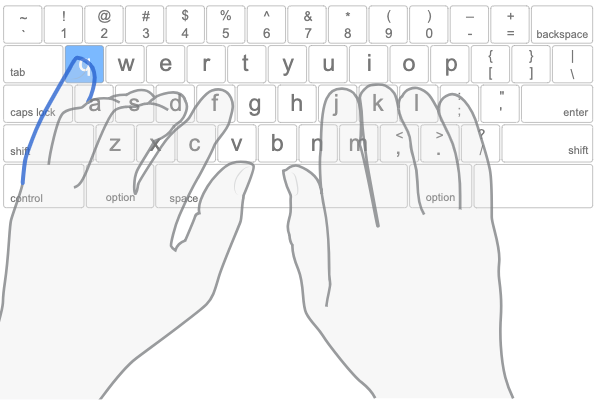 ~ ! @ # $ % ^ & * ( ) – +
` 1 2 3 4 5 6 7 8 9 0 - = backspace
tab q w e r t y u i o p { [ } ] | \
caps lock a s d f g h j k l : ; " ' enter
shift z x c v b n m < , > . ? / shift
control option space option